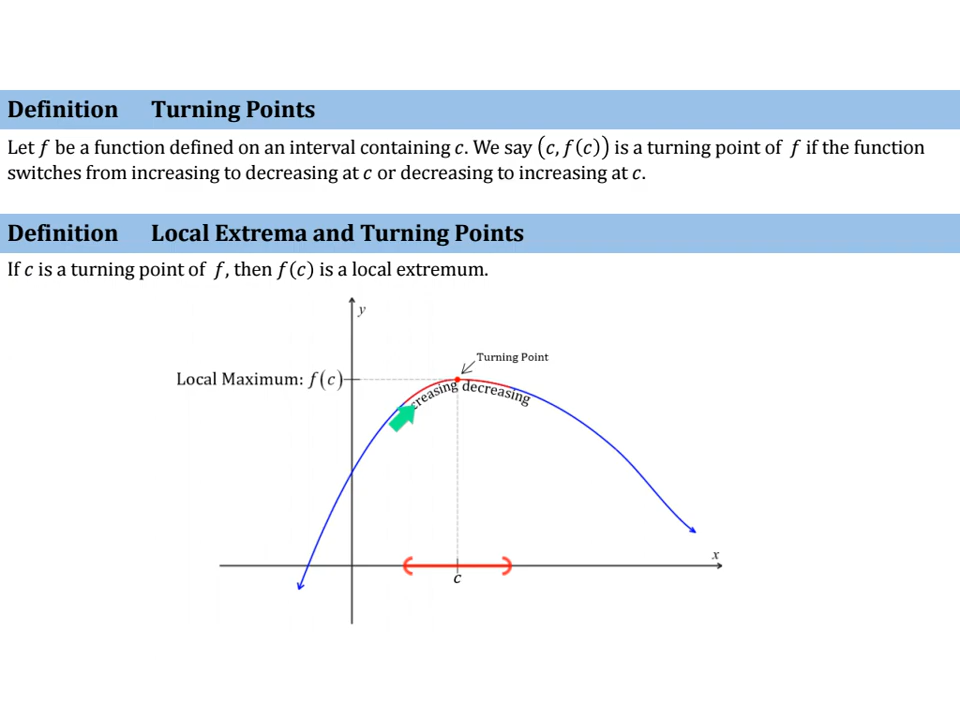 Definition Turning Points
Let f be a function defined on an interval containing c. We say (c, f(c)) is a turning point of f if the function
switches from increasing to decreasing at c or decreasing to increasing at c.
Definition Local Extrema and Turning Points
If c is a turning point of f, then f(c) is a local extremum.
y
Turning Point
Local Maximum: f(c)
creasing decreasing
x
c